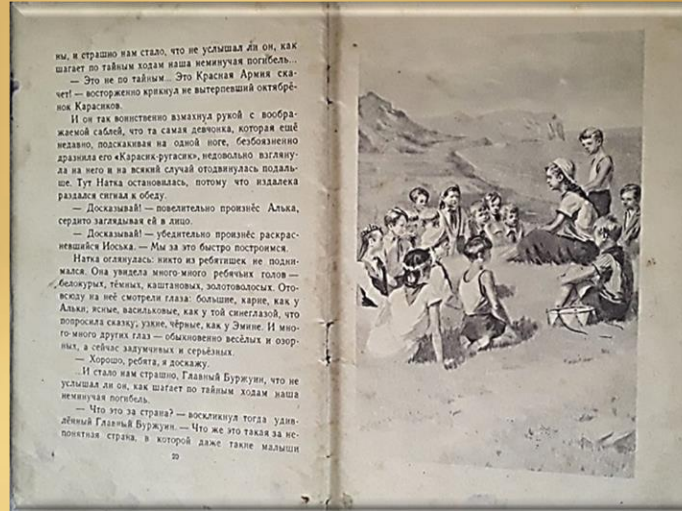 ны, и страшно нам стало, что не услышал ли он, как
шагает по тайным ходам наша неминучая погибель...
— Это не по тайным... Это Красная Армия ска-
чет! — восторженно крикнул не вытерпевший октябрё-
нок Карасиков.
И он так воинственно взмахнул рукой с вообра-
жаемой саблей, что та самая девчонка, которая ещё
недавно, подскакивая на одной ноге, безбоязненно
дразнила его «Карасик-ругасик», недовольно взгляну-
ла на него и на всякий случай отодвинулась подаль-
ше. Тут Натка остановилась, потому что издалека
раздался сигнал к обеду.
— Досказывай! — повелительно произнёс Алька,
сердито заглядывая ей в лицо.
— Досказывай! — убедительно произнёс раскрас-
невшийся Иоська. — Мы за это быстро построимся.
Натка оглянулась: никто из ребятишек не подни-
мался. Она увидела много-много ребячьих голов —
белокурых, тёмных, каштановых, золотоволосых. Ото-
всюду на неё смотрели глаза: большие, карие, как у
Альки; ясные, васильковые, как у той синеглазой, что
попросила сказку; узкие, чёрные, как у Эмине. И мно-
го-много других глаз — обыкновенно весёлых и озор-
ных, а сейчас задумчивых и серьёзных.
— Хорошо, ребята, я доскажу.
...И стало нам страшно, Главный Буржуин, что не
услышал ли он, как шагает по тайным ходам наша
неминучая погибель.
— Что это за страна? — воскликнул тогда удив-
лённый Главный Буржуин. — Что же это такая за не-
понятная страна, в которой даже такие малыши
20